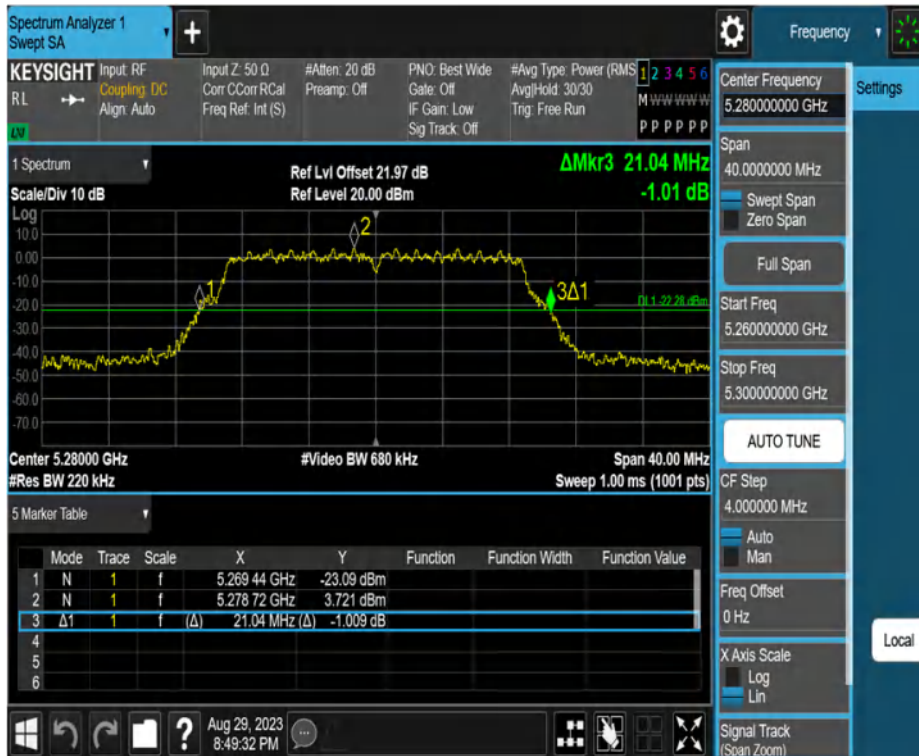 Spectrum Analyzer 1
Swept SA
+
Frequency
KEYSIGHT
RL
Input: RF
Coupling: DC
Align: Auto
Input Z: 50 Ω
Corr CCorr RCal
Freq Ref: Int (S)
#Atten: 20 dB
Preamp: Off
PNO: Best Wide
Gate: Off
IF Gain: Low
Sig Track: Off
#Avg Type: Power (RMS
Avg|Hold: 30/30
Trig: Free Run
1 2 3 4 5 6
M W W W W W
P P P P P P
1 Spectrum
Scale/Div 10 dB
Ref Lvl Offset 21.97 dB
Ref Level 20.00 dBm
ΔMkr3 21.04 MHz
-1.01 dB
Log
10.0
0.00
-10.0
-20.0
-30.0
-40.0
-50.0
-60.0
-70.0
1
2
3Δ1
DL1 -22.28 dBm
Center 5.28000 GHz
#Res BW 220 kHz
#Video BW 680 kHz
Span 40.00 MHz
Sweep 1.00 ms (1001 pts)
5 Marker Table
Mode Trace Scale X Y Function Function Width Function Value
1 N 1 f 5.269 44 GHz -23.09 dBm
2 N 1 f 5.278 72 GHz 3.721 dBm
3 Δ1 1 f (Δ) 21.04 MHz (Δ) -1.009 dB
4
5
6
Aug 29, 2023
8:49:32 PM
Center Frequency
5.280000000 GHz
Span
40.0000000 MHz
Swept Span
Zero Span
Full Span
Start Freq
5.260000000 GHz
Stop Freq
5.300000000 GHz
AUTO TUNE
CF Step
4.000000 MHz
Auto
Man
Freq Offset
0 Hz
X Axis Scale
Log
Lin
Signal Track
(Span Zoom)
Settings
Local